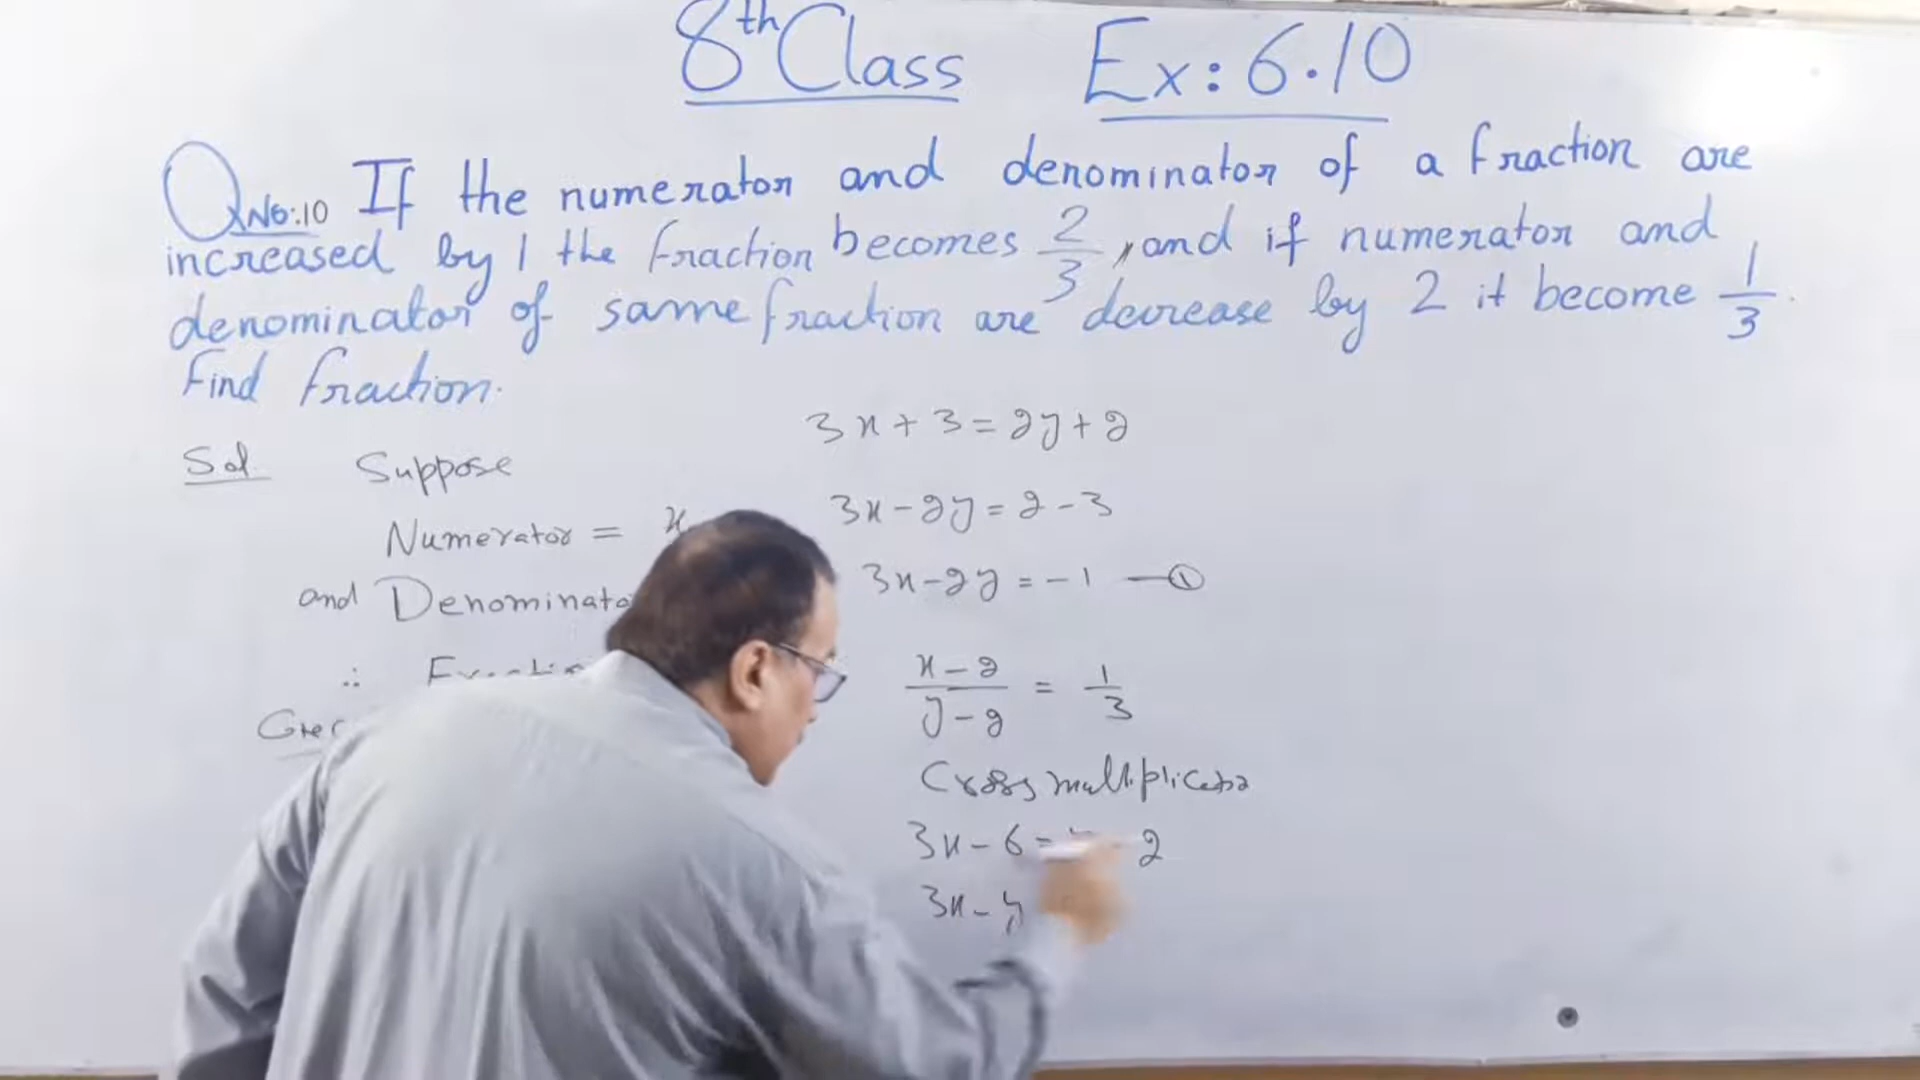 8th Class Ex: 6.10
Q No:10 If the numerator and denominator of a fraction are
increased by 1 the fraction becomes 2/3, and if numerator and
denominator of same fraction are decrease by 2 it become 1/3.
Find fraction.
Sol Suppose
Numerator = x
and Denominato
∴
3x + 3 = 2y + 2
3x - 2y = 2 - 3
3x - 2y = -1 — ①
x - 2 / y - 2 = 1/3
Cross multiplication
3x - 6 = - 2
3x - y